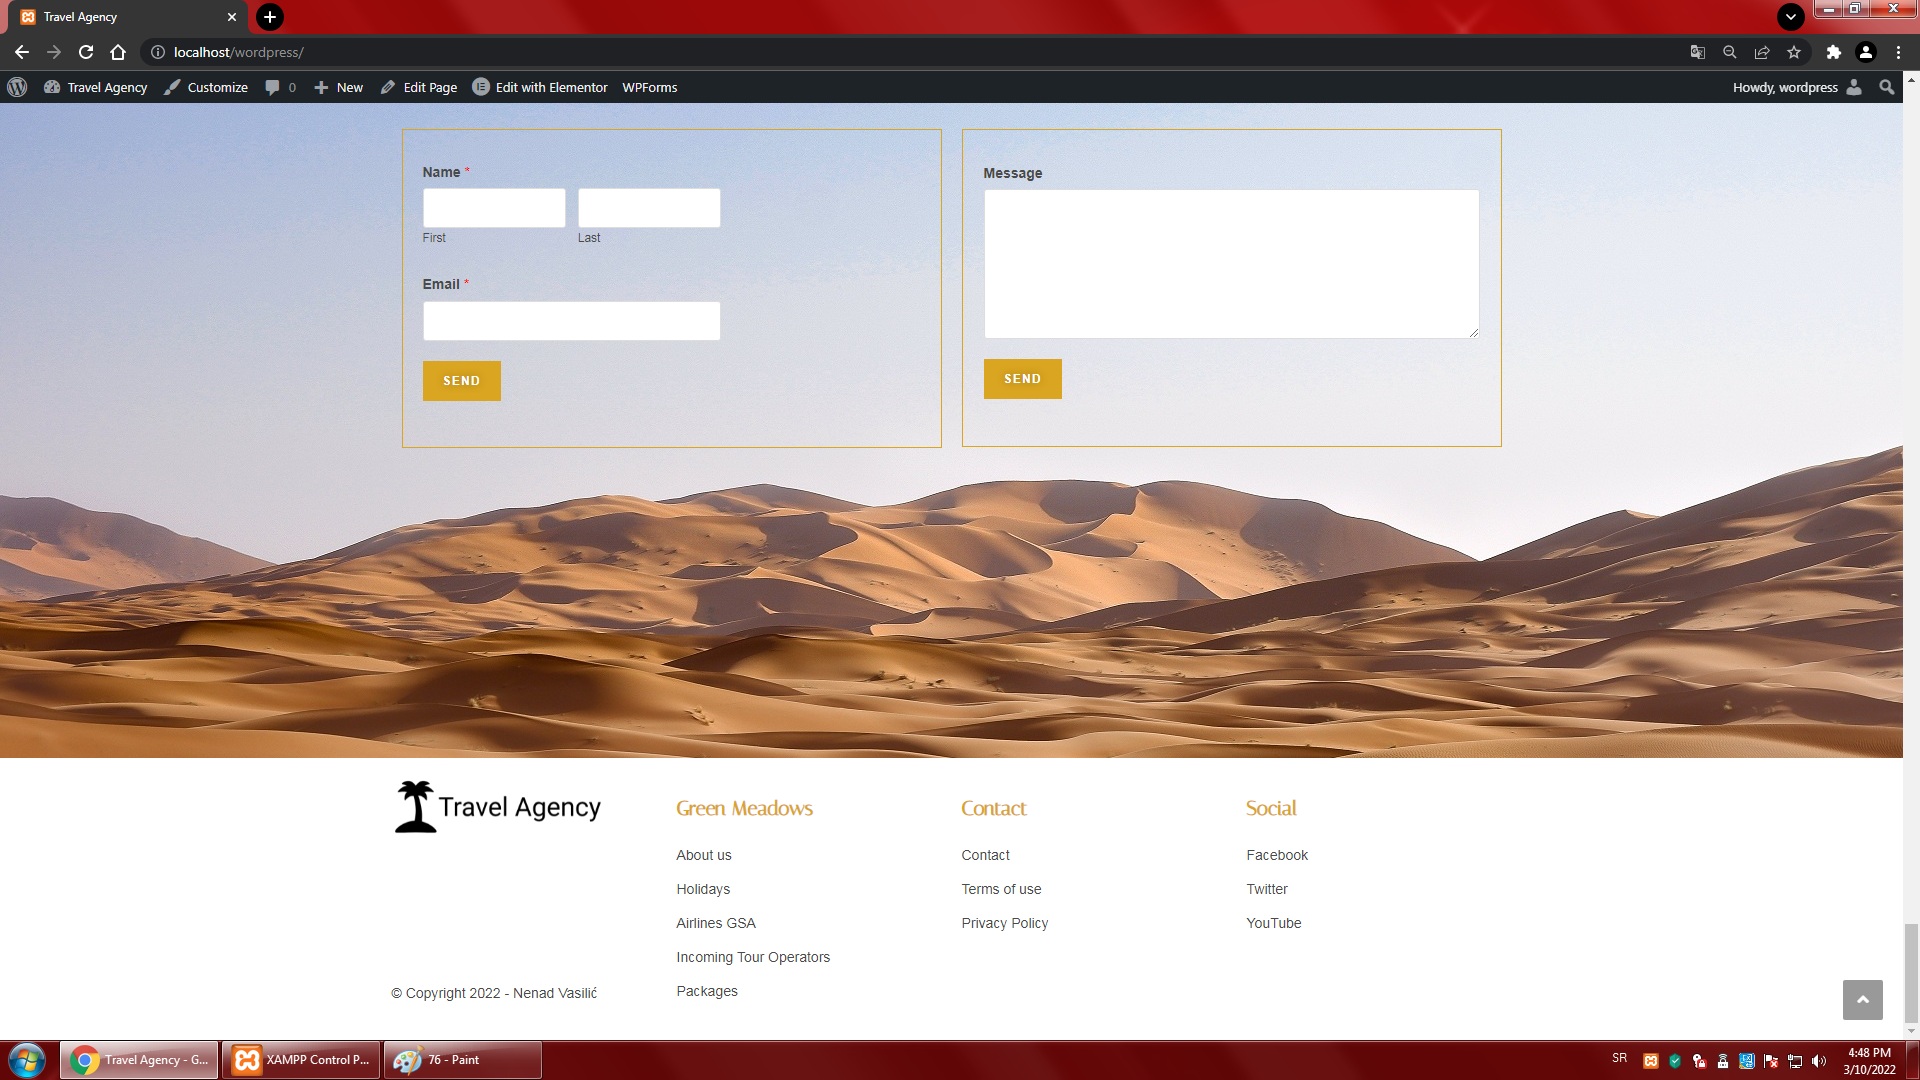 Travel Agency
localhost/wordpress/
Travel Agency Customize 0 New Edit Page Edit with Elementor WPForms Howdy, wordpress
Name *
First Last
Email *
SEND
Message
SEND
Travel Agency
© Copyright 2022 - Nenad Vasilić
Green Meadows
About us
Holidays
Airlines GSA
Incoming Tour Operators
Packages
Contact
Contact
Terms of use
Privacy Policy
Social
Facebook
Twitter
YouTube
Travel Agency - G... XAMPP Control P... 76 - Paint SR 4:48 PM
3/10/2022